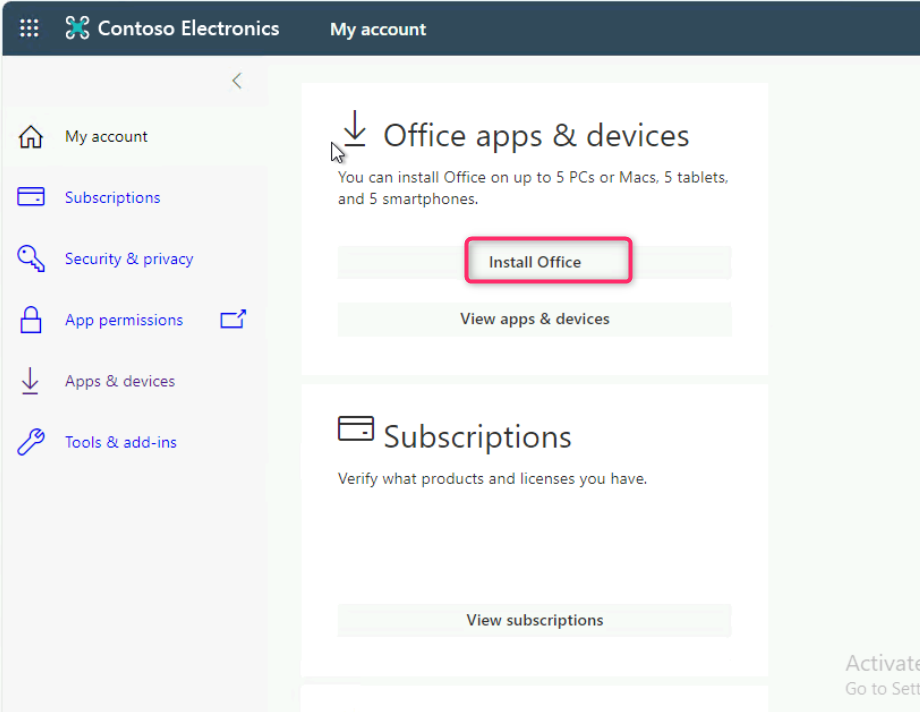 Contoso Electronics
My account
My account
Subscriptions
Security & privacy
App permissions
Apps & devices
Tools & add-ins
Office apps & devices
You can install Office on up to 5 PCs or Macs, 5 tablets,
and 5 smartphones.
Install Office
View apps & devices
Subscriptions
Verify what products and licenses you have.
View subscriptions
Activate
Go to Sett